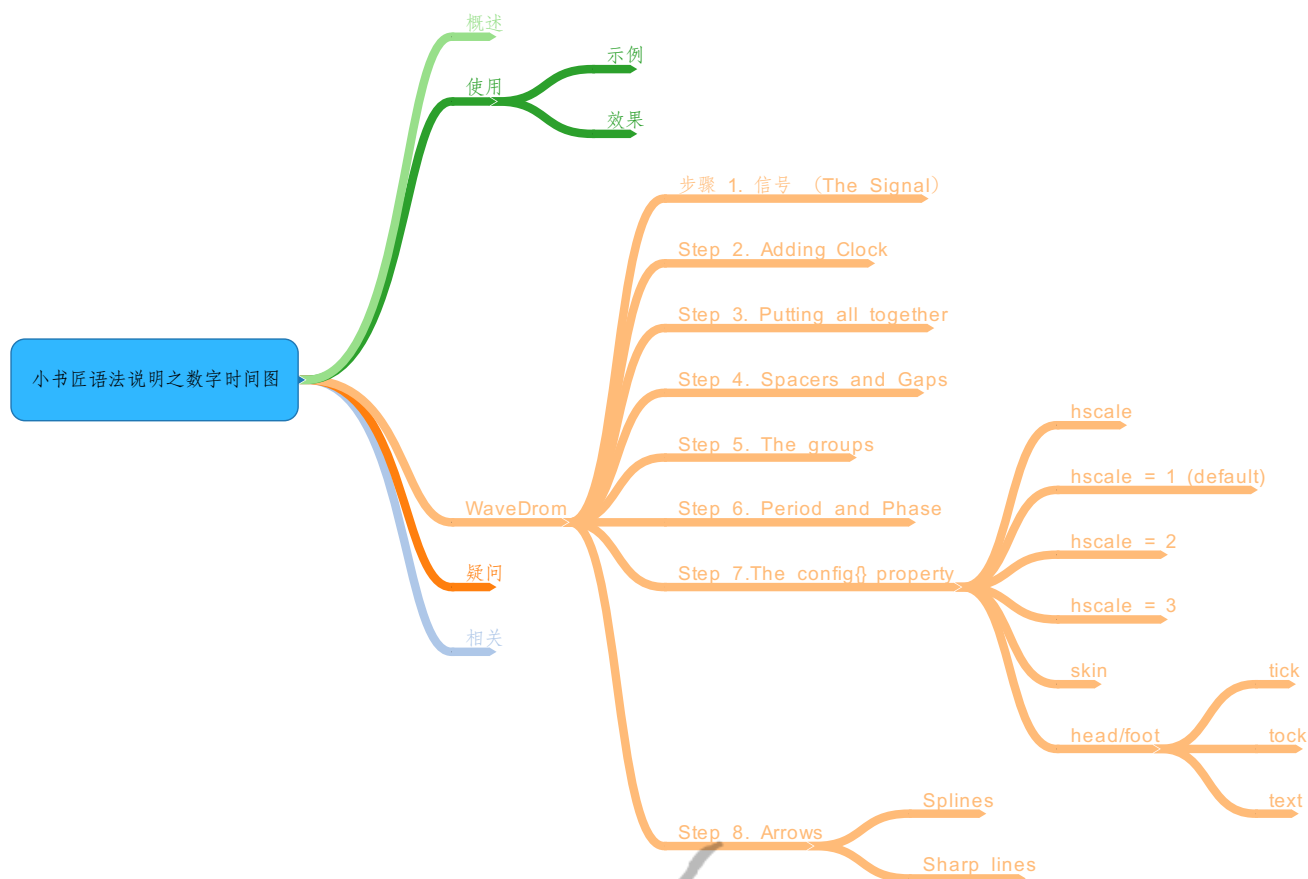 小书匠语法说明之数字时间图
概述
使用
示例
效果
WaveDrom
步骤 1. 信号 （The Signal）
Step 2. Adding Clock
Step 3. Putting all together
Step 4. Spacers and Gaps
Step 5. The groups
Step 6. Period and Phase
Step 7.The config{} property
hscale
hscale = 1 (default)
hscale = 2
hscale = 3
skin
head/foot
tick
tock
text
Step 8. Arrows
Splines
Sharp lines
疑问
相关